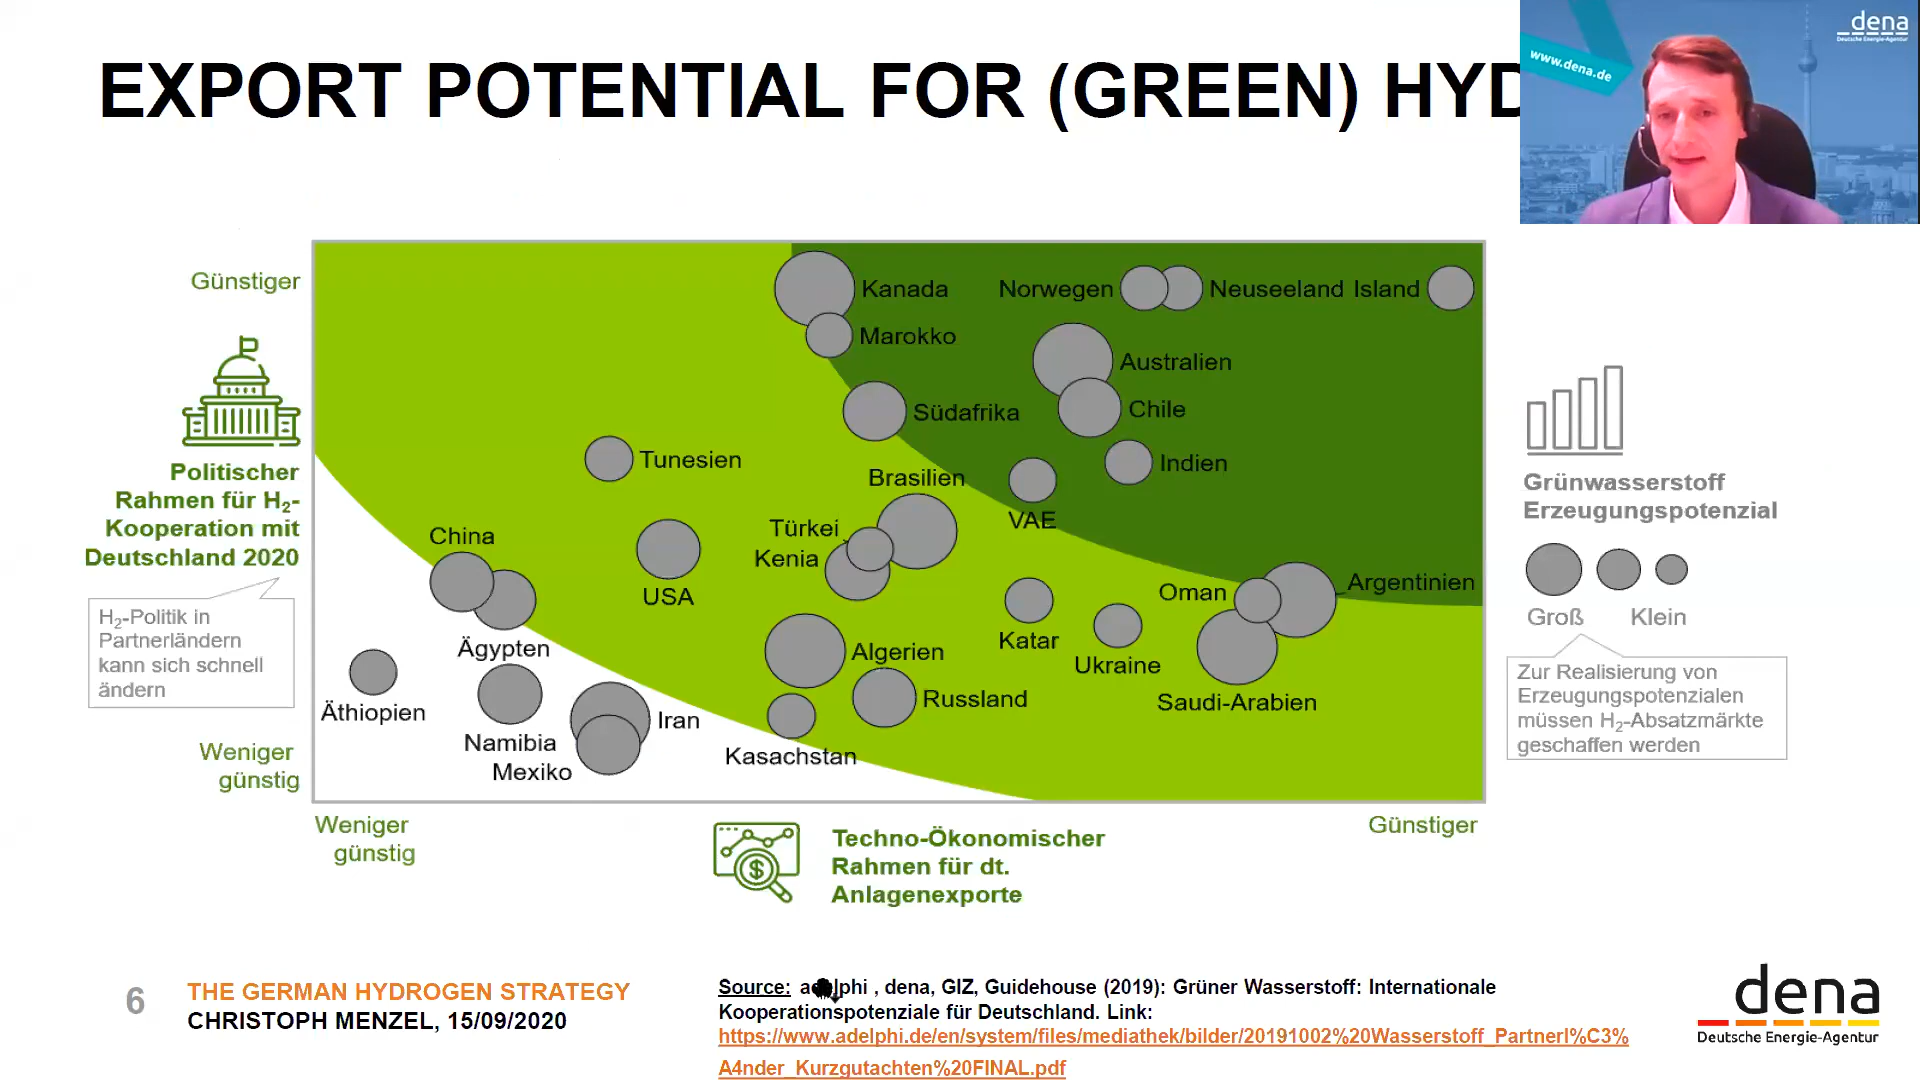 EXPORT POTENTIAL FOR (GREEN) HYD
www.dena.de
dena
Deutsche Energie-Agentur
Günstiger
Politischer
Rahmen für H₂-
Kooperation mit
Deutschland 2020
H₂-Politik in
Partnerländern
kann sich schnell
ändern
Weniger
günstig
Kanada
Norwegen
Neuseeland
Island
Marokko
Australien
Südafrika
Chile
Tunesien
Indien
Brasilien
VAE
China
Türkei
Kenia
USA
Oman
Argentinien
Ägypten
Katar
Algerien
Ukraine
Äthiopien
Russland
Saudi-Arabien
Namibia
Iran
Mexiko
Kasachstan
Weniger
günstig
Günstiger
Techno-Ökonomischer
Rahmen für dt.
Anlagenexporte
Grünwasserstoff
Erzeugungspotenzial
Groß
Klein
Zur Realisierung von
Erzeugungspotenzialen
müssen H₂-Absatzmärkte
geschaffen werden
6
THE GERMAN HYDROGEN STRATEGY
CHRISTOPH MENZEL, 15/09/2020
Source: adelphi , dena, GIZ, Guidehouse (2019): Grüner Wasserstoff: Internationale
Kooperationspotenziale für Deutschland. Link:
https://www.adelphi.de/en/system/files/mediathek/bilder/20191002%20Wasserstoff_Partnerl%C3%
A4nder_Kurzgutachten%20FINAL.pdf
dena
Deutsche Energie-Agentur